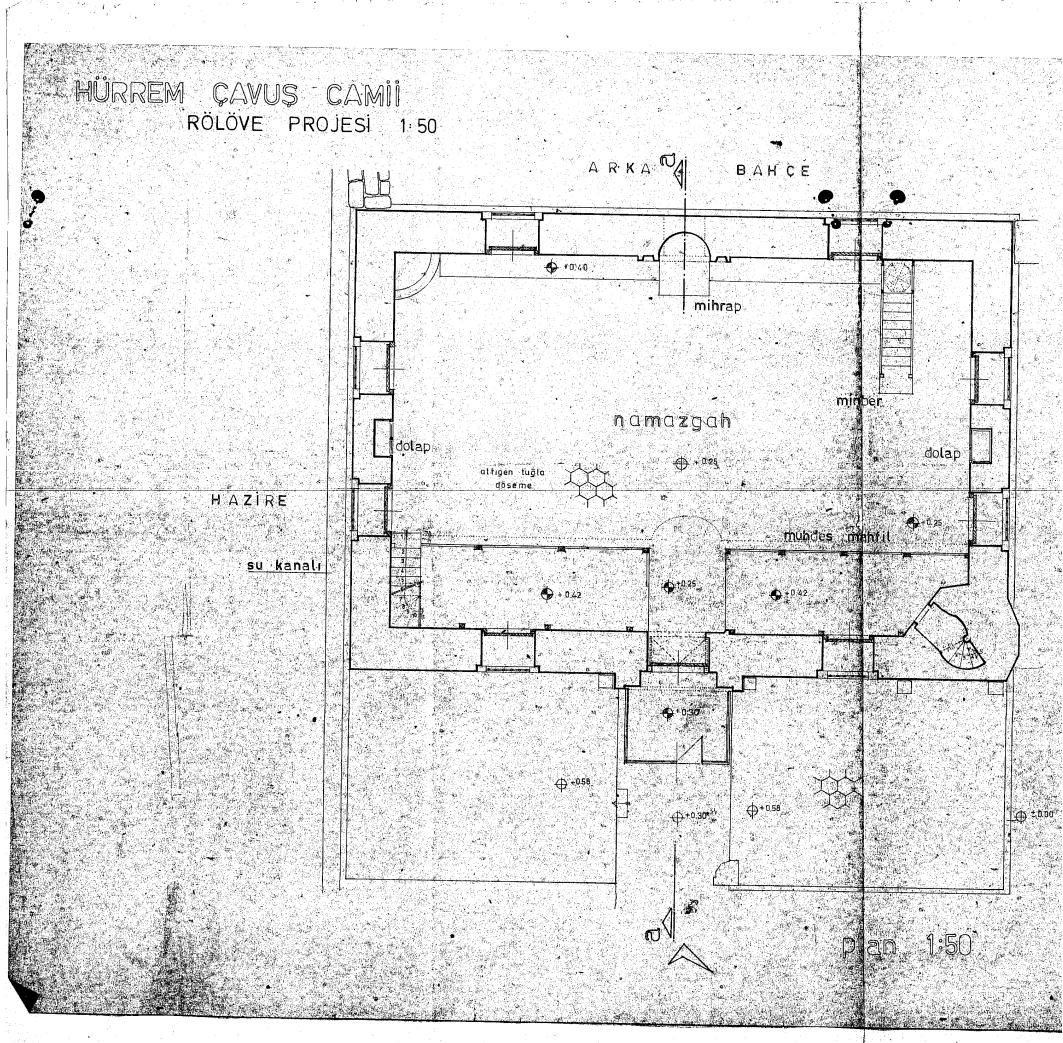 HÜRREM ÇAVUŞ CAMİİ
RÖLÖVE PROJESİ 1:50
ARKA BAHÇE
a
+0.40
mihrap
minber
namazgah
dolap
dolap
+0.25
altıgen tuğla
döşeme
HAZİRE
+0.25
muhdes mahfil
su kanalı
+0.42
+0.25
+0.42
+0.30
+0.58
+0.58
+0.30
±0.00
a
plan 1:50